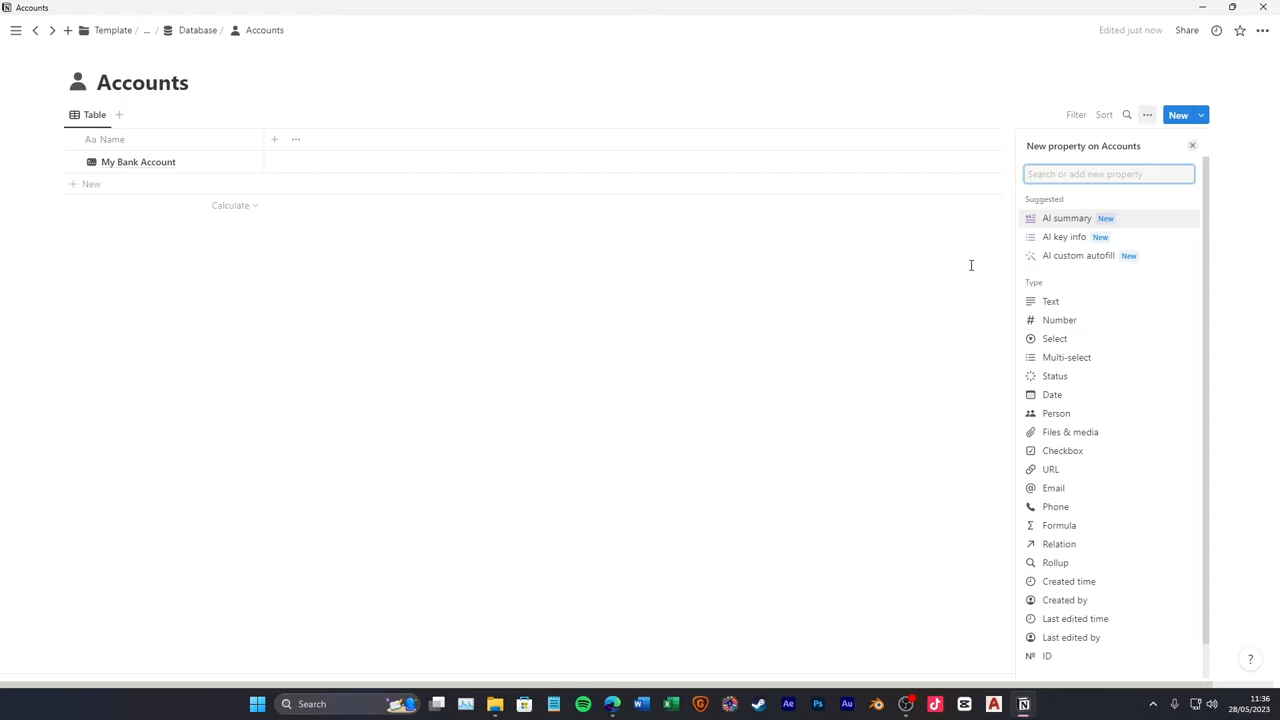 Accounts
Template / ... / Database / Accounts
Edited just now Share
Accounts
Table
Filter Sort New
Aa Name
My Bank Account
New
Calculate
New property on Accounts
Search or add new property
Suggested
AI summary New
AI key info New
AI custom autofill New
Type
Text
# Number
Select
Multi-select
Status
Date
Person
Files & media
Checkbox
URL
@ Email
Phone
Σ Formula
Relation
Rollup
Created time
Created by
Last edited time
Last edited by
Nº ID
?
Search
11:36
28/05/2023